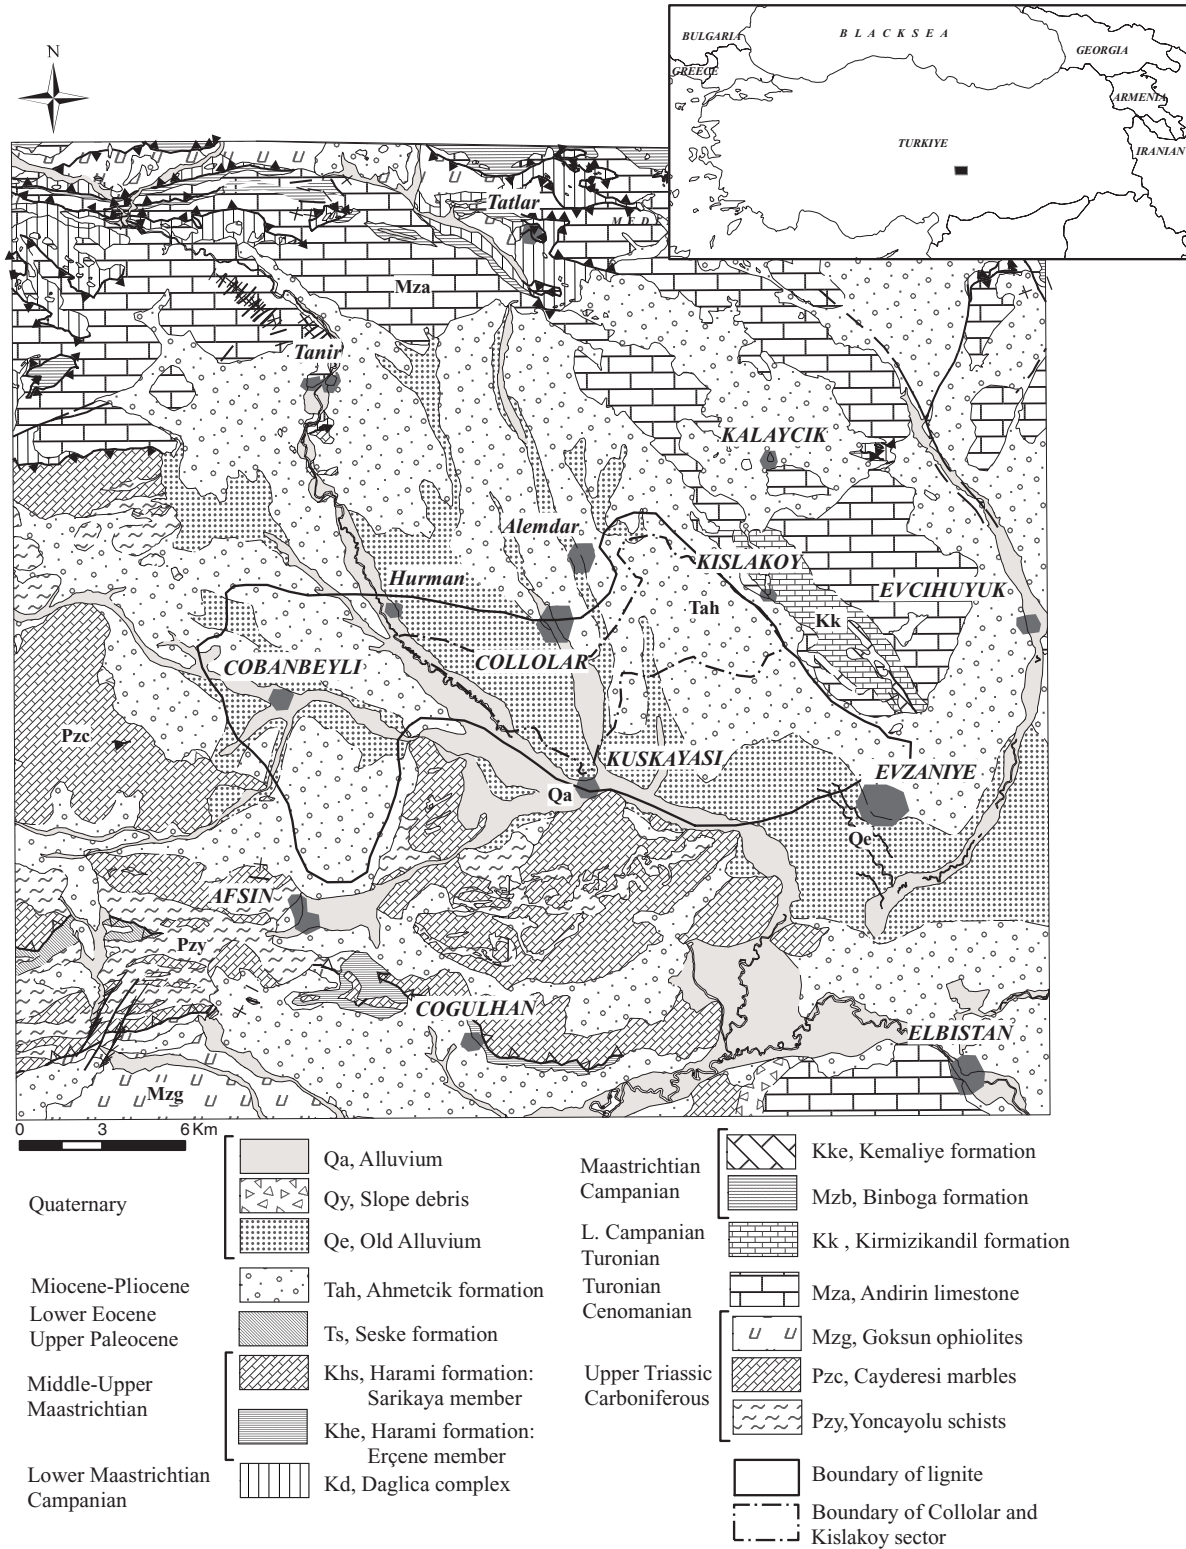 BULGARIA
B L A C K S E A
GEORGIA
GREECE
ARMENIA
TURKIYE
IRANIAN
N
Tatlar
Mza
Tanir
KALAYCIK
Alemdar
KISLAKOY
Hurman
EVCIHUYUK
Tah
Kk
COBANBEYLI
COLLOLAR
Pzc
KUSKAYASI
EVZANIYE
Qa
Qe
AFSIN
Pzy
COGULHAN
ELBISTAN
Mzg
0 3 6 Km
Quaternary
Qa, Alluvium
Qy, Slope debris
Qe, Old Alluvium
Miocene-Pliocene
Tah, Ahmetcik formation
Lower Eocene
Upper Paleocene
Ts, Seske formation
Middle-Upper
Maastrichtian
Khs, Harami formation:
Sarikaya member
Khe, Harami formation:
Erçene member
Lower Maastrichtian
Campanian
Kd, Daglica complex
Maastrichtian
Campanian
Kke, Kemaliye formation
Mzb, Binboga formation
L. Campanian
Turonian
Kk , Kirmizikandil formation
Turonian
Cenomanian
Mza, Andirin limestone
Upper Triassic
Carboniferous
Mzg, Goksun ophiolites
Pzc, Cayderesi marbles
Pzy,Yoncayolu schists
Boundary of lignite
Boundary of Collolar and
Kislakoy sector